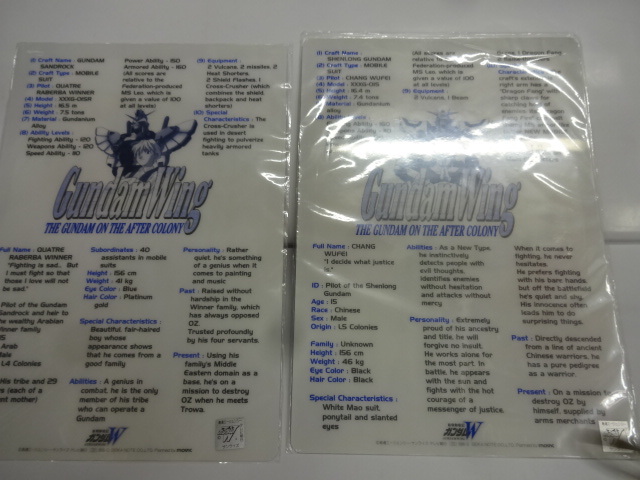 (1) Craft Name : GUNDAM
SANDROCK
(2) Craft Type : MOBILE
SUIT
(3) Pilot : QUATRE
RABERBA WINNER
(4) Model : XXXG-01SR
(5) Height : 16.5 m
(6) Weight : 7.5 tons
(7) Material : Gundanium
Alloy
(8) Ability Levels :
Fighting Ability - 120
Weapons Ability - 120
Speed Ability - 110
Power Ability - 150
Armored Ability - 160
(All scores are
relative to the
Federation-produced
MS Leo, which is
given a value of 100
(9) Equipment :
2 Vulcans, 2 missiles, 2
Heat Shorters,
2 Shield Flashes, 1
Cross-Crusher (which
combines the shield
backpack and heat
shorters)
(10) Special
Characteristics : The
Cross-Crusher is
used in desert
fighting to pulverize
heavily armored
tanks
Gundam Wing
THE GUNDAM ON THE AFTER COLONY
Full Name : QUATRE
RABERBA WINNER
"Fighting is sad.. But
I must fight so that
those I love will not
be sad."
Pilot of the Gundam
Sandrock and heir to
the wealthy Arabian
Winner family
Arab
L4 Colonies
His tribe and 29
Subordinates : 40
assistants in mobile
suits
Height : 156 cm
Weight : 41 kg
Eye Color : Blue
Hair Color : Platinum
gold
Special Characteristics :
Beautiful, fair-haired
boy whose
appearance shows
that he comes from a
good family
Abilities : A genius in
combat, he is the only
member of his tribe
who can operate a
Gundam
Personality : Rather
quiet, he's something
of a genius when it
comes to painting
and music
Past : Raised without
hardship in the
Winner family, which
has always opposed
OZ.
Trusted profoundly
by his four servants.
Present : Using his
family's Middle
Eastern domain as a
base, he's on a
mission to destroy
OZ when he meets
Trowa.
(1) Craft Name :
SHENLONG GUNDAM
(2) Craft Type : MOBILE
SUIT
(3) Pilot : CHANG WUFEI
(4) Model : XXXG-01S
(5) Height : 16.4 m
(6) Weight : 7.4 tons
(7) Material : Gundanium
Alloy
(All scores are
relative to the
Federation-produced
MS Leo, which is
given a value of 100
(9) Equipment :
2 Vulcans, 1 Beam
Gundam Wing
THE GUNDAM ON THE AFTER COLONY
Full Name : CHANG
WUFEI
"I decide what justice
is."
ID : Pilot of the Shenlong
Gundam
Age : 15
Race : Chinese
Sex : Male
Origin : L5 Colonies
Family : Unknown
Height : 156 cm
Weight : 46 kg
Eye Color : Black
Hair Color : Black
Special Characteristics :
White Mao suit,
ponytail and slanted
eyes
Abilities : As a New Type,
he instinctively
detects people with
evil thoughts,
identifies enemies
without hesitation
and attacks without
mercy
Personality : Extremely
proud of his ancestry
and title, he will
forgive no insult.
He works alone for
the most part. In
battle, he appears
with the sun and
fights with the hot
courage of a
messenger of justice.
When it comes to
fighting, he never
hesitates.
He prefers fighting
with his bare hands,
but off the battlefield
he's quiet and shy.
His innocence often
leads him to do
surprising things.
Past : Directly descended
from a line of ancient
Chinese warriors, he
has a pure pedigree
as a warrior.
Present : On a mission to
destroy OZ by
himself, supplied by
arms merchants